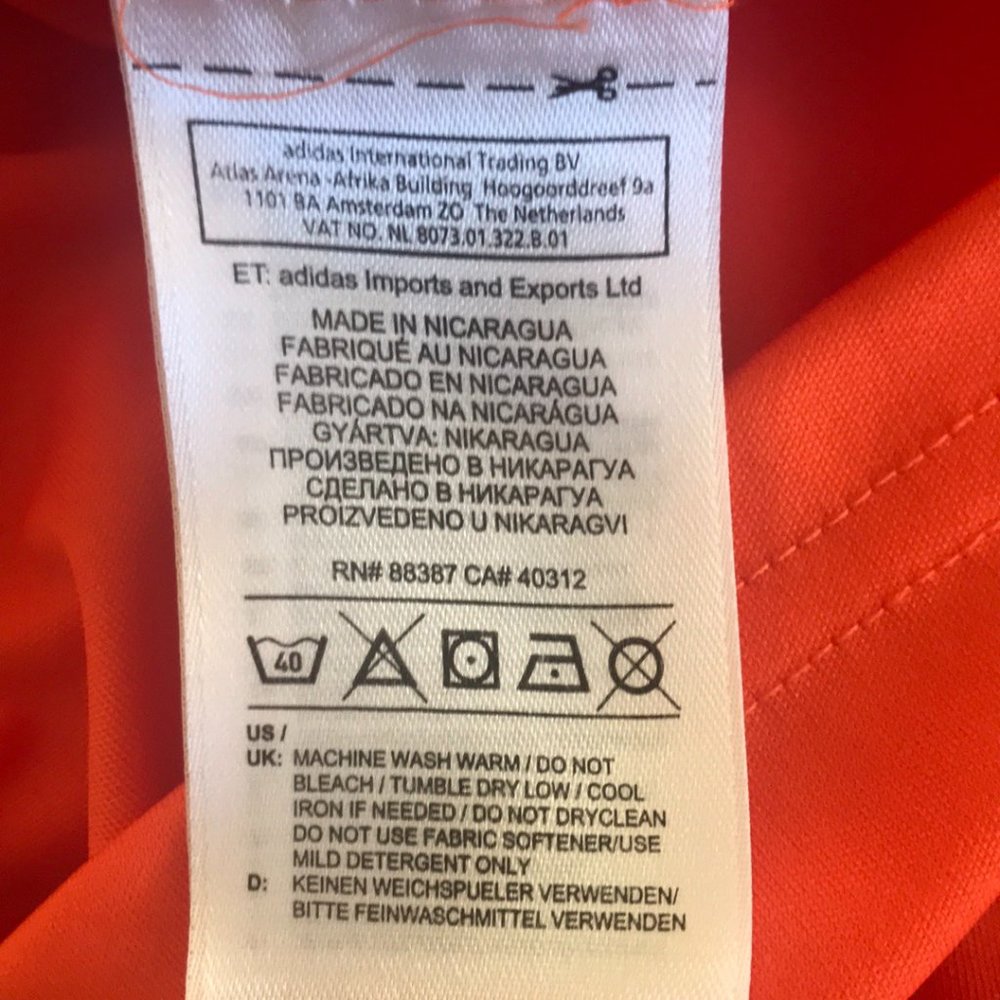 adidas International Trading BV
Atlas Arena -Afrika Building Hoogoorddreef 9a
1101 BA Amsterdam ZO The Netherlands
VAT NO. NL 8073.01.322.B.01
ET: adidas Imports and Exports Ltd
MADE IN NICARAGUA
FABRIQUÉ AU NICARAGUA
FABRICADO EN NICARAGUA
FABRICADO NA NICARÁGUA
GYÁRTVA: NIKARAGUA
ПРОИЗВЕДЕНО В НИКАРАГУА
СДЕЛАНО В НИКАРАГУА
PROIZVEDENO U NIKARAGVI
RN# 88387 CA# 40312
40
US /
UK: MACHINE WASH WARM / DO NOT
BLEACH / TUMBLE DRY LOW / COOL
IRON IF NEEDED / DO NOT DRYCLEAN
DO NOT USE FABRIC SOFTENER/USE
MILD DETERGENT ONLY
D: KEINEN WEICHSPUELER VERWENDEN/
BITTE FEINWASCHMITTEL VERWENDEN